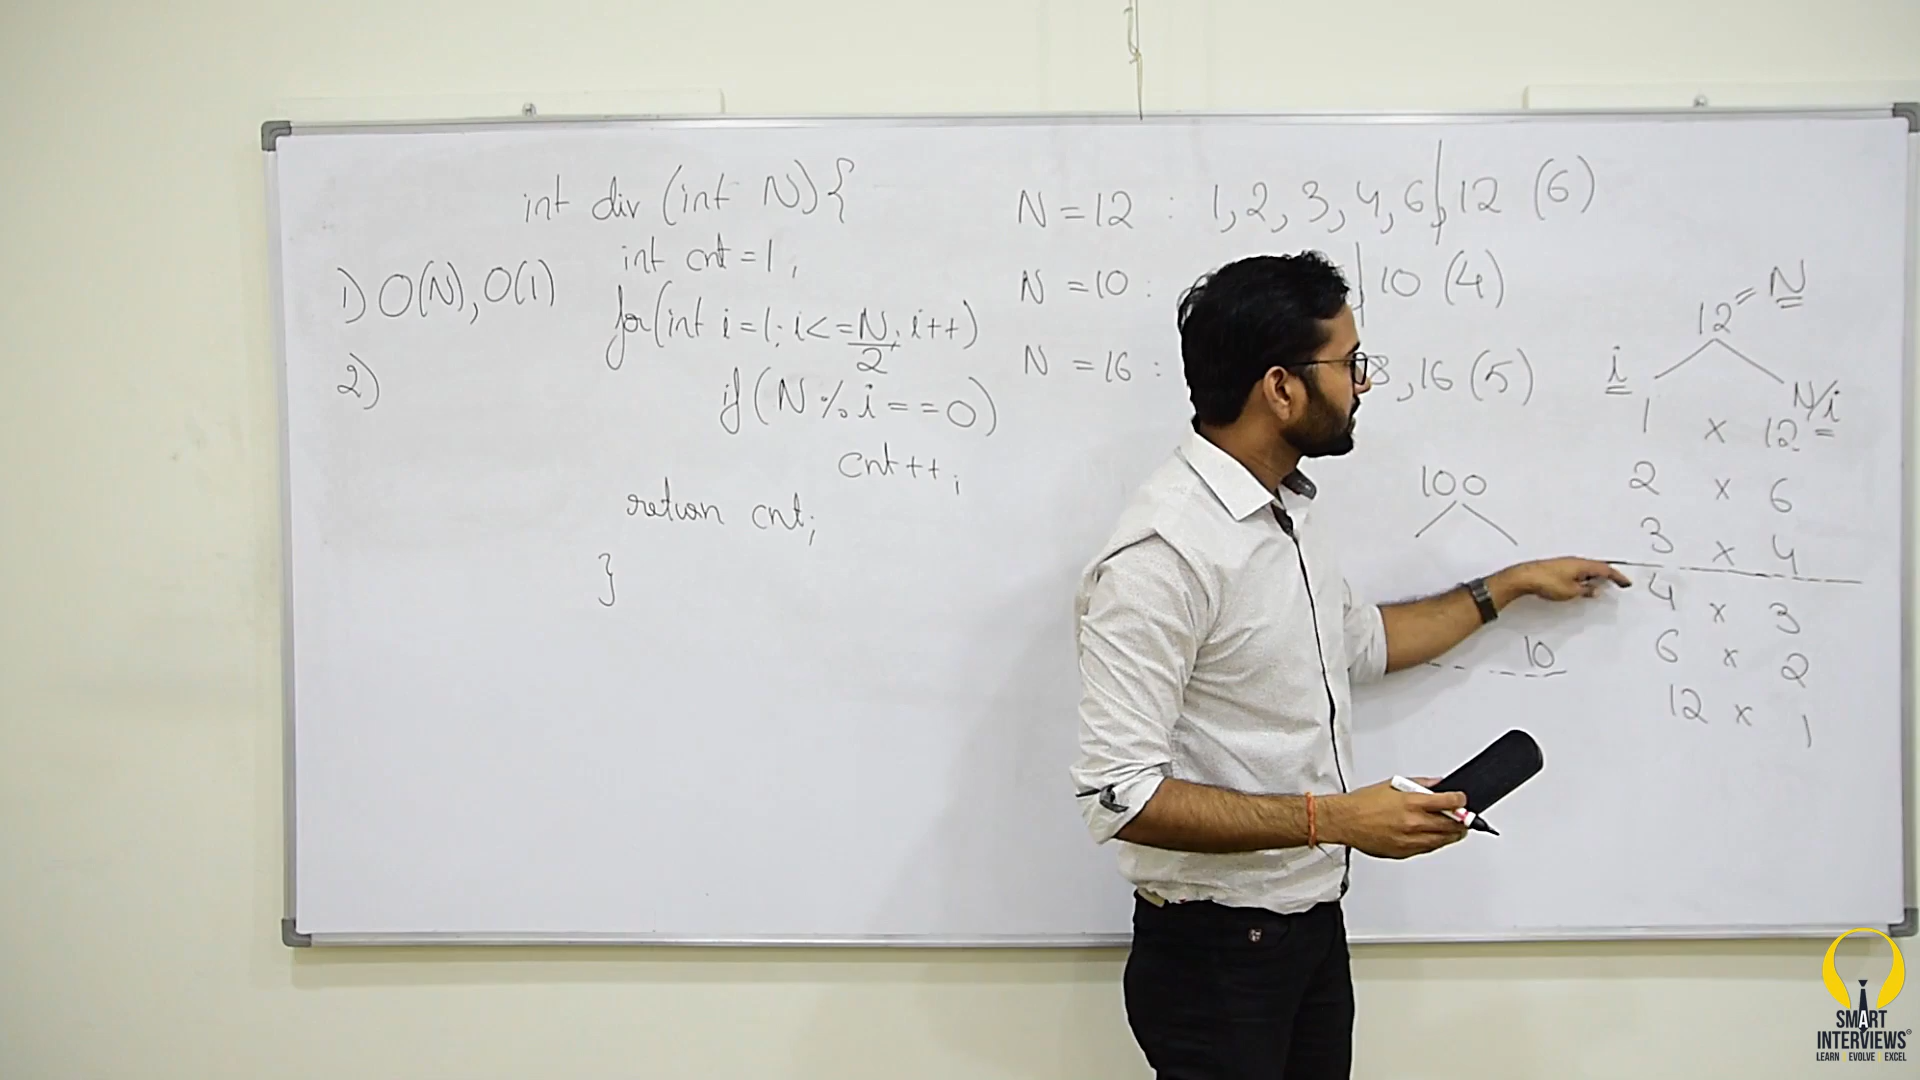 int div (int N){
int cnt = 1;
for(int i = 1; i <= N/2; i++)
if (N % i == 0)
cnt++;
return cnt;
}
1) O(N), O(1)
2)
N = 12 : 1, 2, 3, 4, 6, 12 (6)
N = 10 : 10 (4)
N = 16 : 8, 16 (5)
100
10
12 = N
i N/i
1 x 12
2 x 6
3 x 4
4 x 3
6 x 2
12 x 1
SMART
INTERVIEWS
LEARN EVOLVE EXCEL